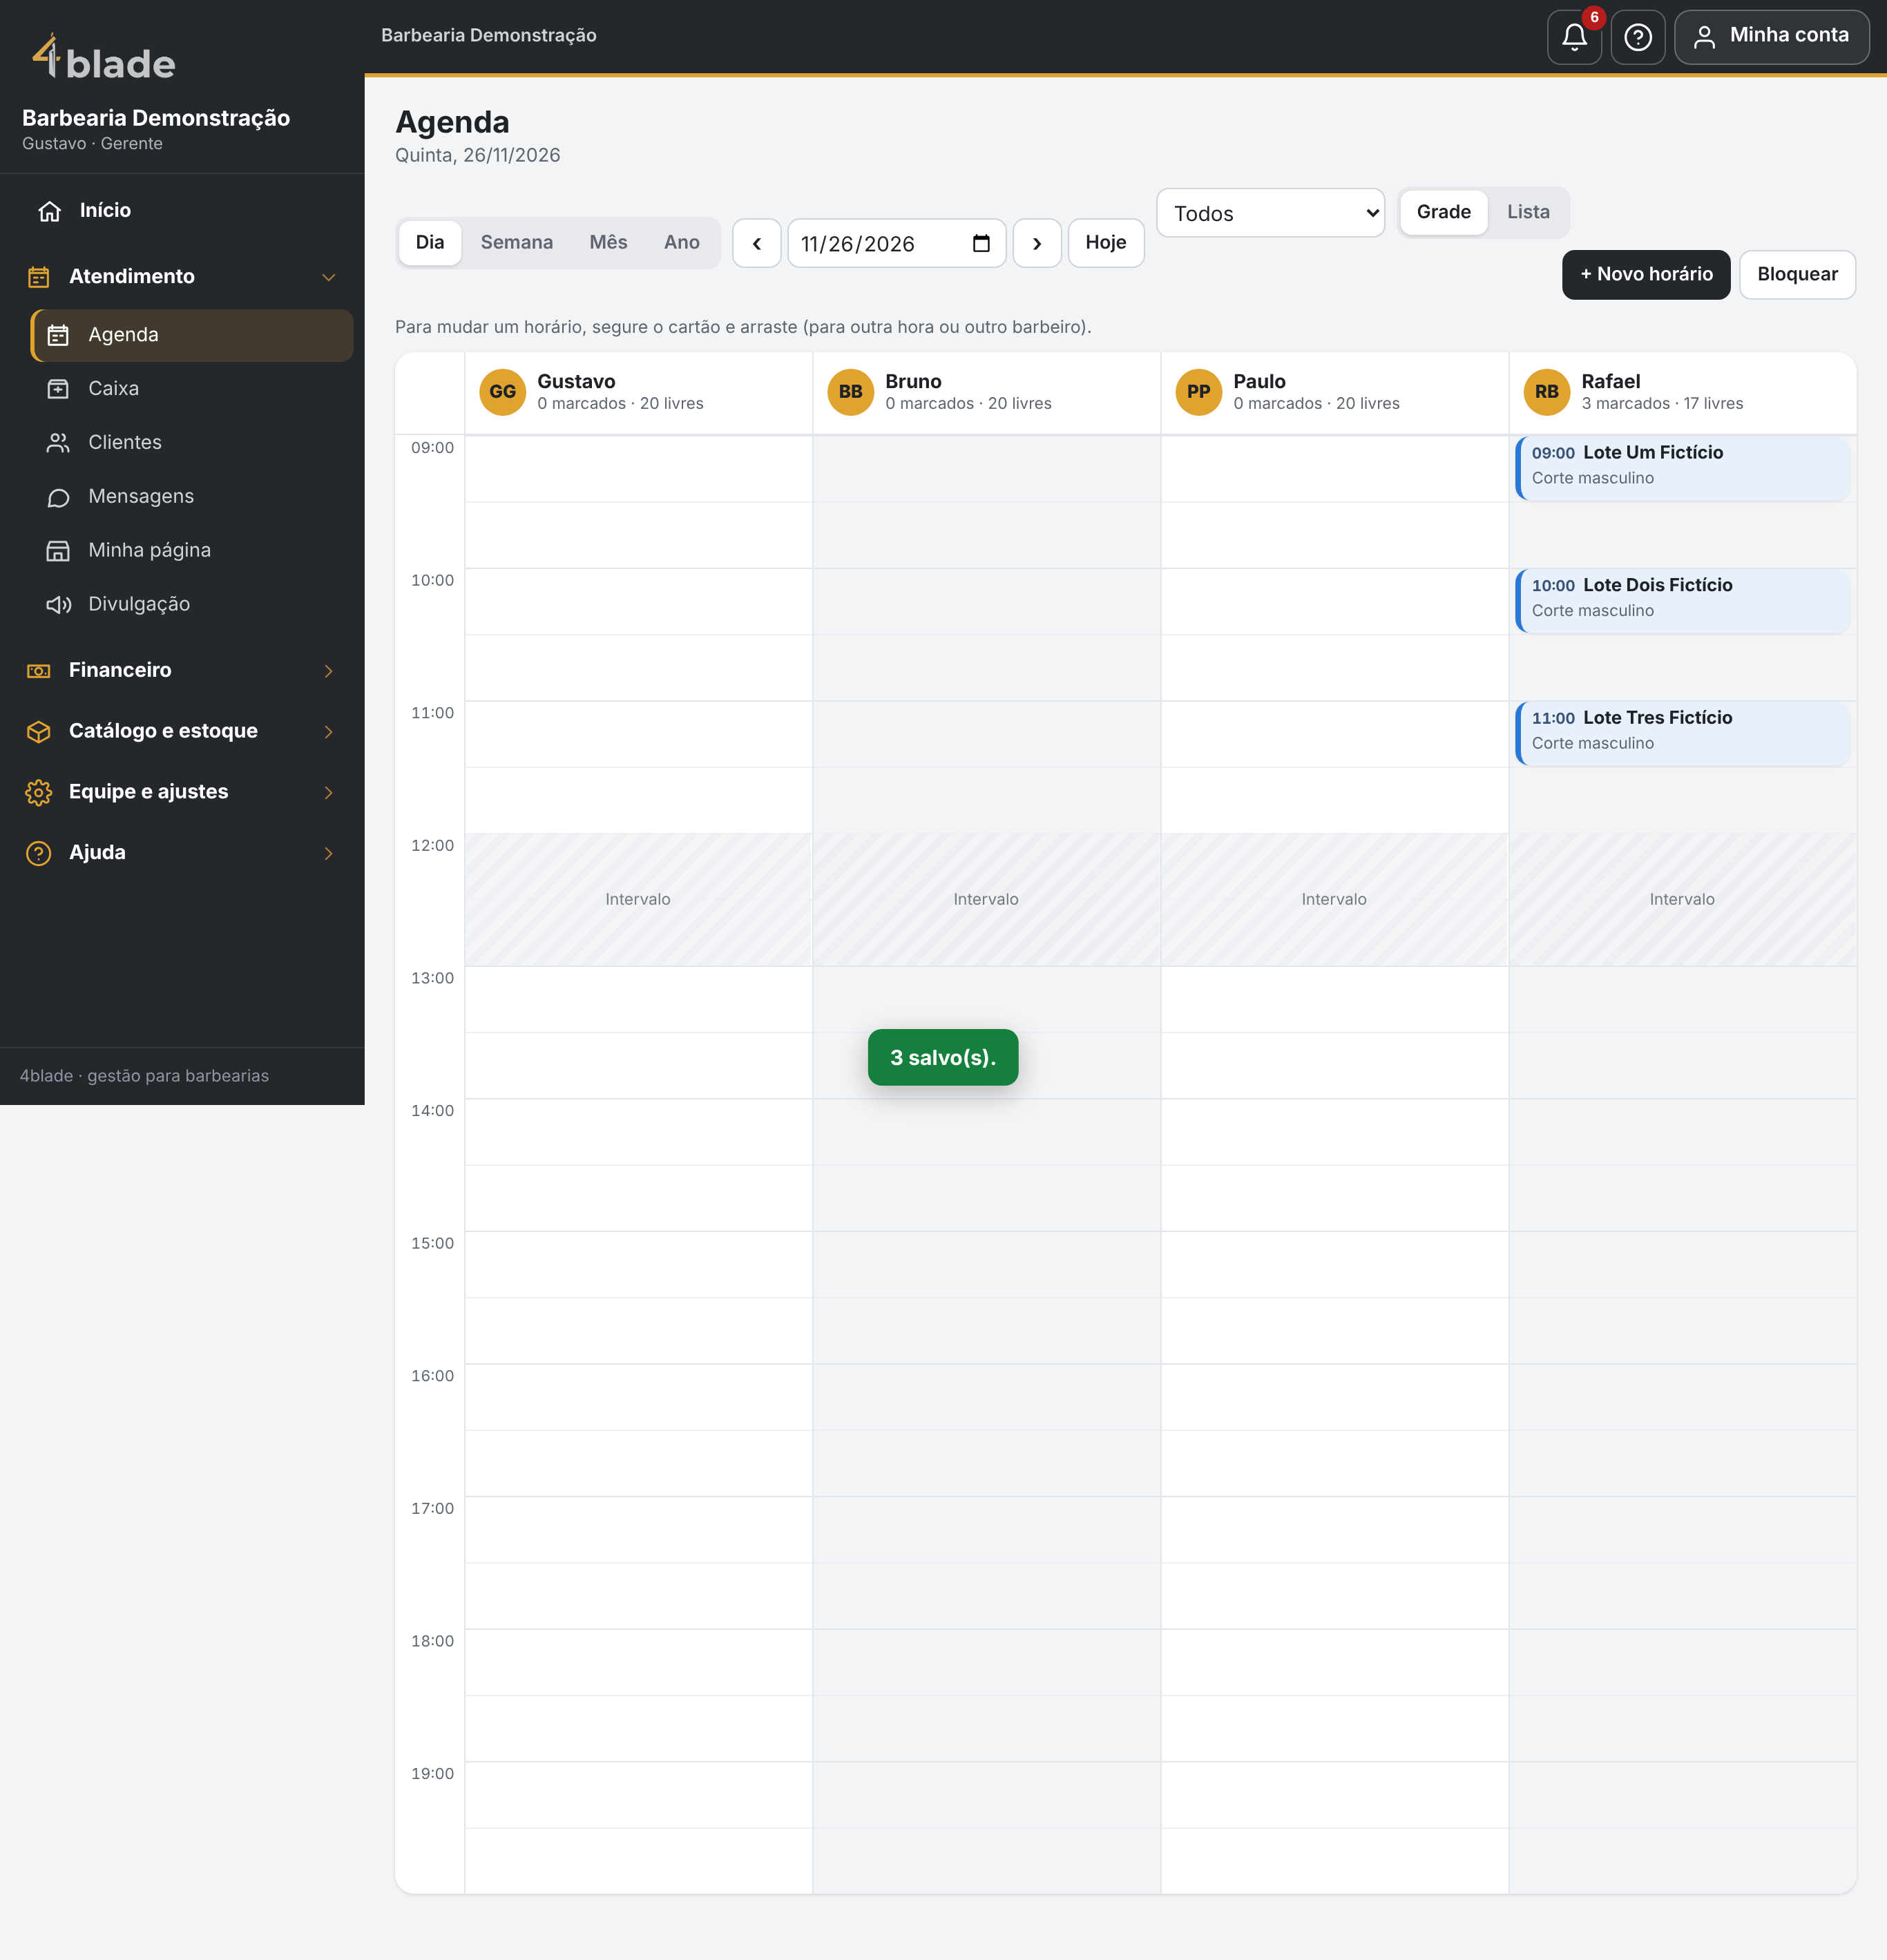 4blade
Barbearia Demonstração
Gustavo · Gerente
Início
Atendimento
Agenda
Caixa
Clientes
Mensagens
Minha página
Divulgação
Financeiro
Catálogo e estoque
Equipe e ajustes
Ajuda
4blade · gestão para barbearias
Barbearia Demonstração
6
Minha conta
Agenda
Quinta, 26/11/2026
Dia Semana Mês Ano ‹ 11/26/2026 › Hoje
Todos Grade Lista
+ Novo horário Bloquear
Para mudar um horário, segure o cartão e arraste (para outra hora ou outro barbeiro).
GG Gustavo
0 marcados · 20 livres
BB Bruno
0 marcados · 20 livres
PP Paulo
0 marcados · 20 livres
RB Rafael
3 marcados · 17 livres
09:00
09:00 Lote Um Fictício
Corte masculino
10:00
10:00 Lote Dois Fictício
Corte masculino
11:00
11:00 Lote Tres Fictício
Corte masculino
12:00
Intervalo Intervalo Intervalo Intervalo
13:00
3 salvo(s).
14:00
15:00
16:00
17:00
18:00
19:00